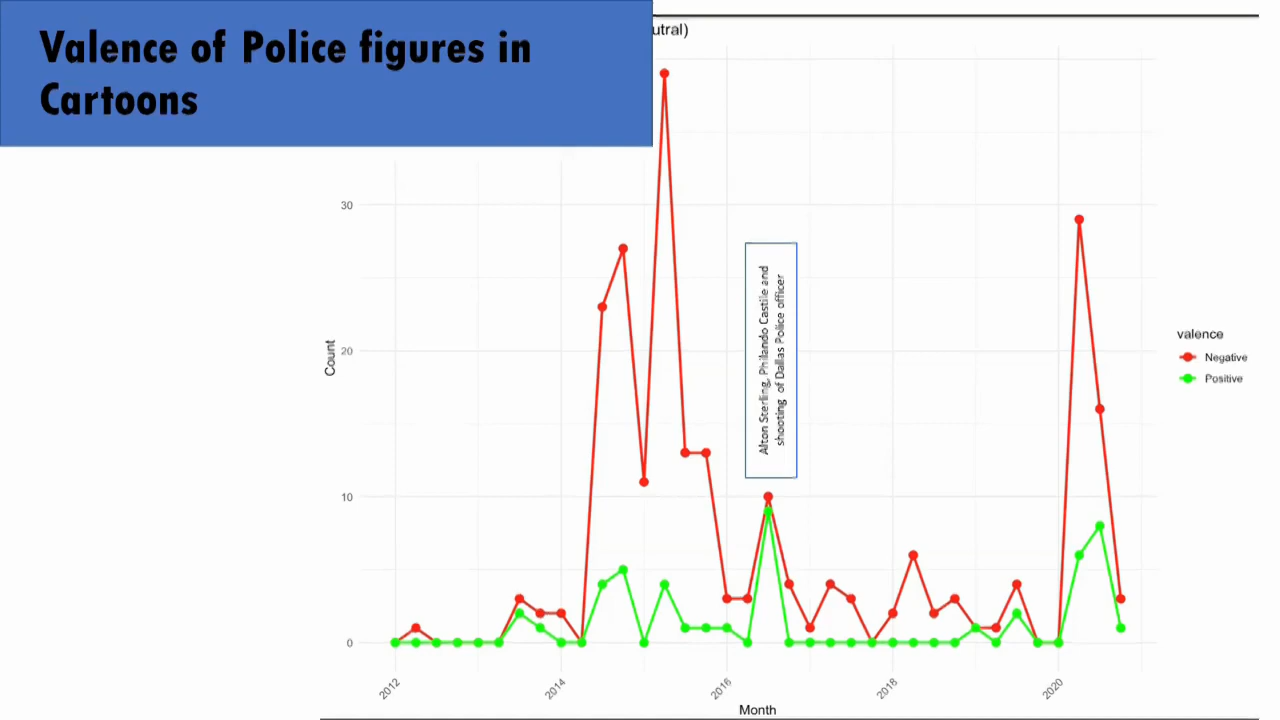 Valence of Police figures in
Cartoons
utral)
30
20
10
0
Count
Alton Sterling, Philando Castile and
shooting of Dallas Police officer
valence
Negative
Positive
2012
2014
2016
2018
2020
Month